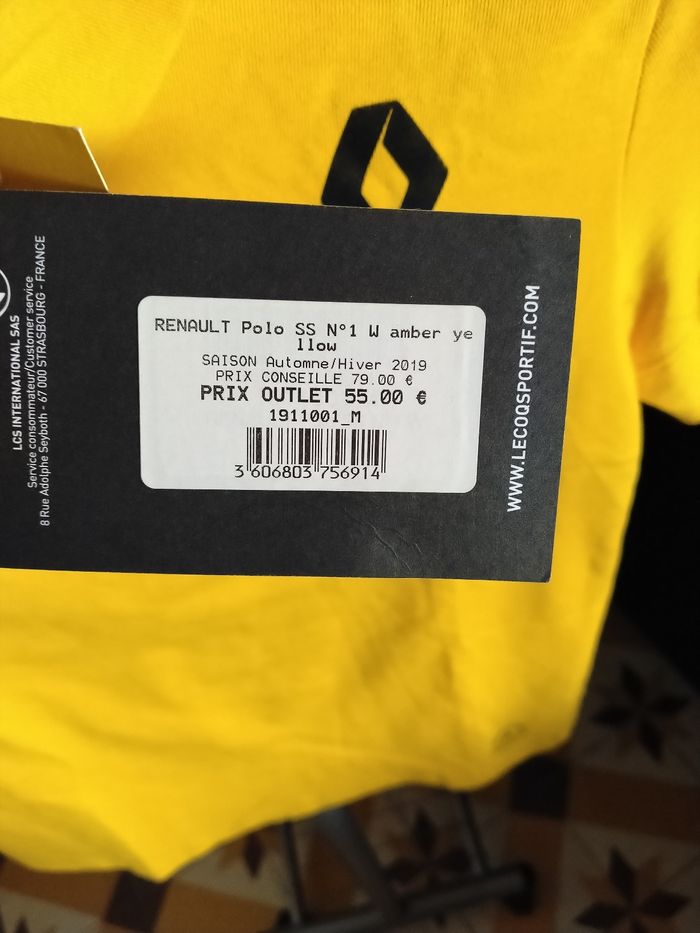 RENAULT Polo SS N°1 W amber ye
llow
SAISON Automne/Hiver 2019
PRIX CONSEILLE 79.00 €
PRIX OUTLET 55.00 €
1911001_M
3 606803 756914
WWW.LECOQSPORTIF.COM
LCS INTERNATIONAL SAS
Service consommateur/Customer service
8 Rue Adolphe Seyboth - 67 000 STRASBOURG - FRANCE